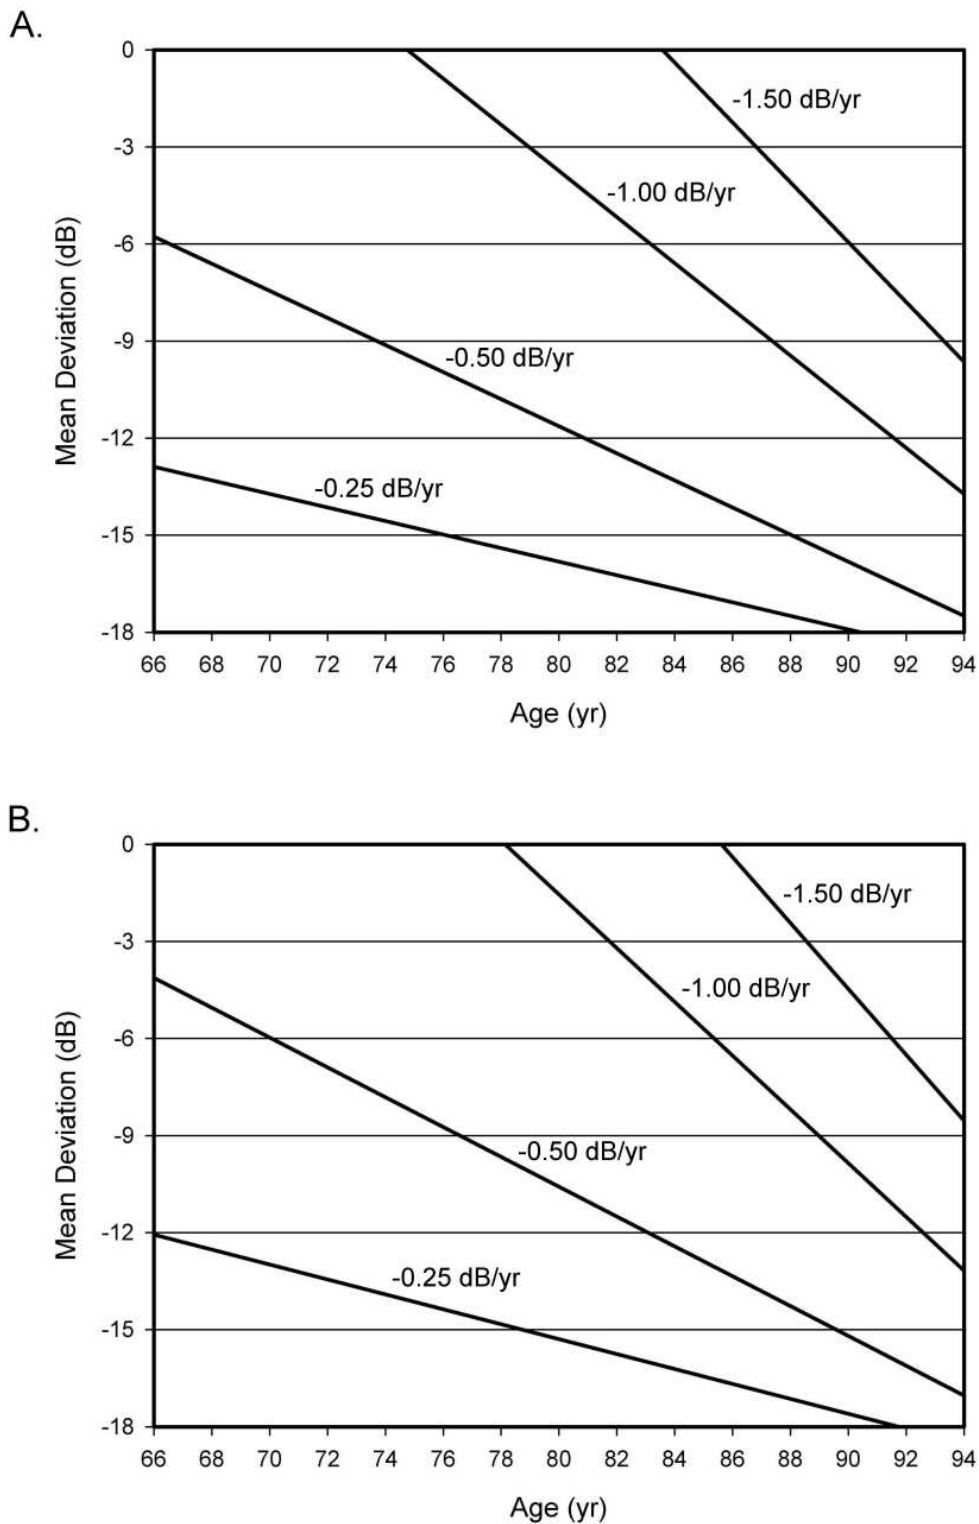 A.
0
-1.50 dB/yr
-3
-1.00 dB/yr
-6
Mean Deviation (dB)
-9
-0.50 dB/yr
-12
-0.25 dB/yr
-15
-18
66 68 70 72 74 76 78 80 82 84 86 88 90 92 94
Age (yr)
B.
0
-1.50 dB/yr
-3
-1.00 dB/yr
-6
Mean Deviation (dB)
-9
-0.50 dB/yr
-12
-0.25 dB/yr
-15
-18
66 68 70 72 74 76 78 80 82 84 86 88 90 92 94
Age (yr)